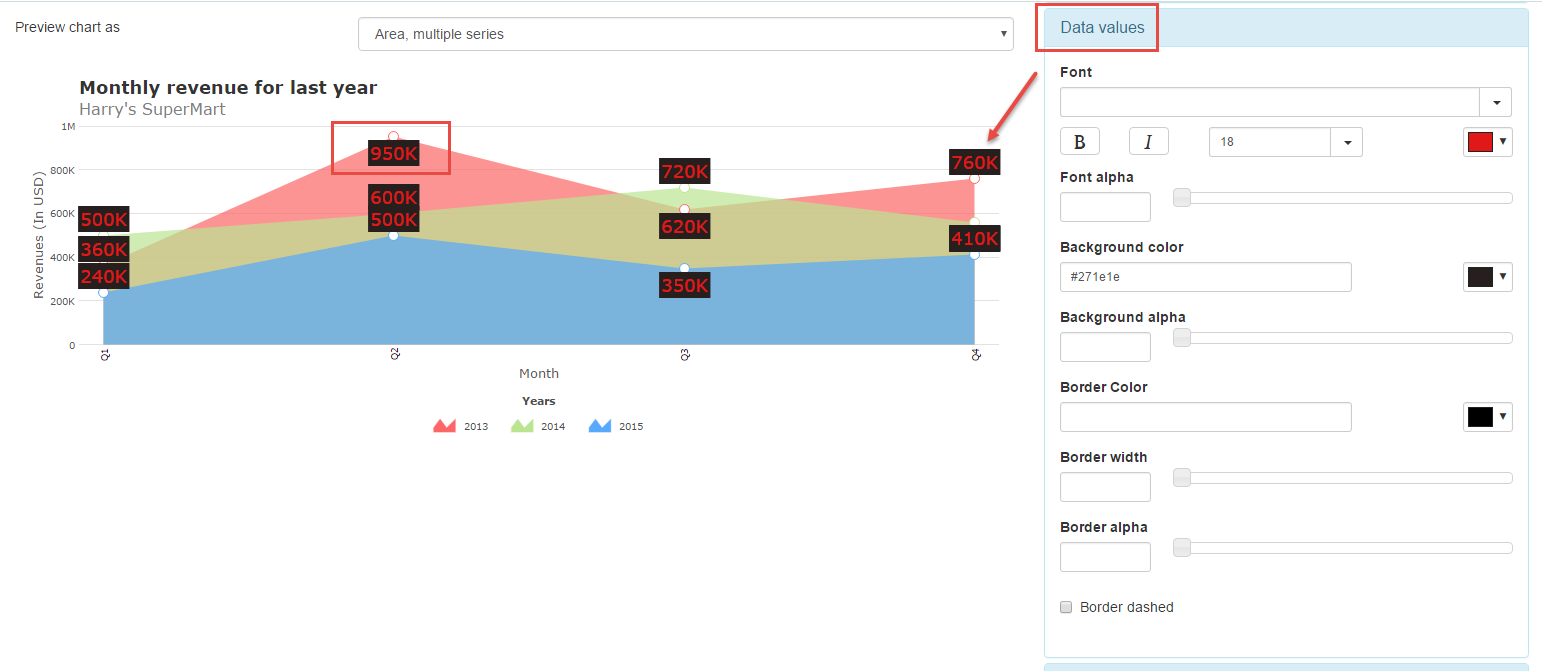 Preview chart as
Area, multiple series
Monthly revenue for last year
Harry's SuperMart
Revenues (In USD)
1M
800K
600K
400K
200K
0
950K
760K
720K
600K
500K
500K
620K
410K
360K
240K
350K
Q1
Q2
Q3
Q4
Month
Years
2013
2014
2015
Data values
Font
B
I
18
Font alpha
Background color
#271e1e
Background alpha
Border Color
Border width
Border alpha
Border dashed